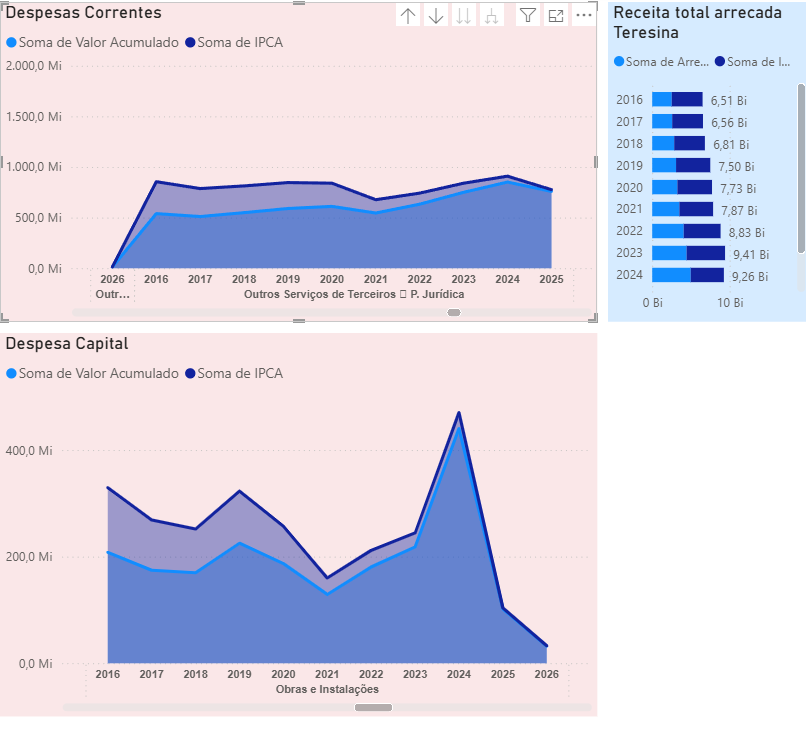 Despesas Correntes
Soma de Valor Acumulado Soma de IPCA
2.000,0 Mi
1.500,0 Mi
1.000,0 Mi
500,0 Mi
0,0 Mi
2026 2016 2017 2018 2019 2020 2021 2022 2023 2024 2025
Outr... Outros Serviços de Terceiros P. Jurídica
Receita total arrecada
Teresina
Soma de Arre... Soma de I...
2016 6,51 Bi
2017 6,56 Bi
2018 6,81 Bi
2019 7,50 Bi
2020 7,73 Bi
2021 7,87 Bi
2022 8,83 Bi
2023 9,41 Bi
2024 9,26 Bi
0 Bi 10 Bi
Despesa Capital
Soma de Valor Acumulado Soma de IPCA
400,0 Mi
200,0 Mi
0,0 Mi
2016 2017 2018 2019 2020 2021 2022 2023 2024 2025 2026
Obras e Instalações